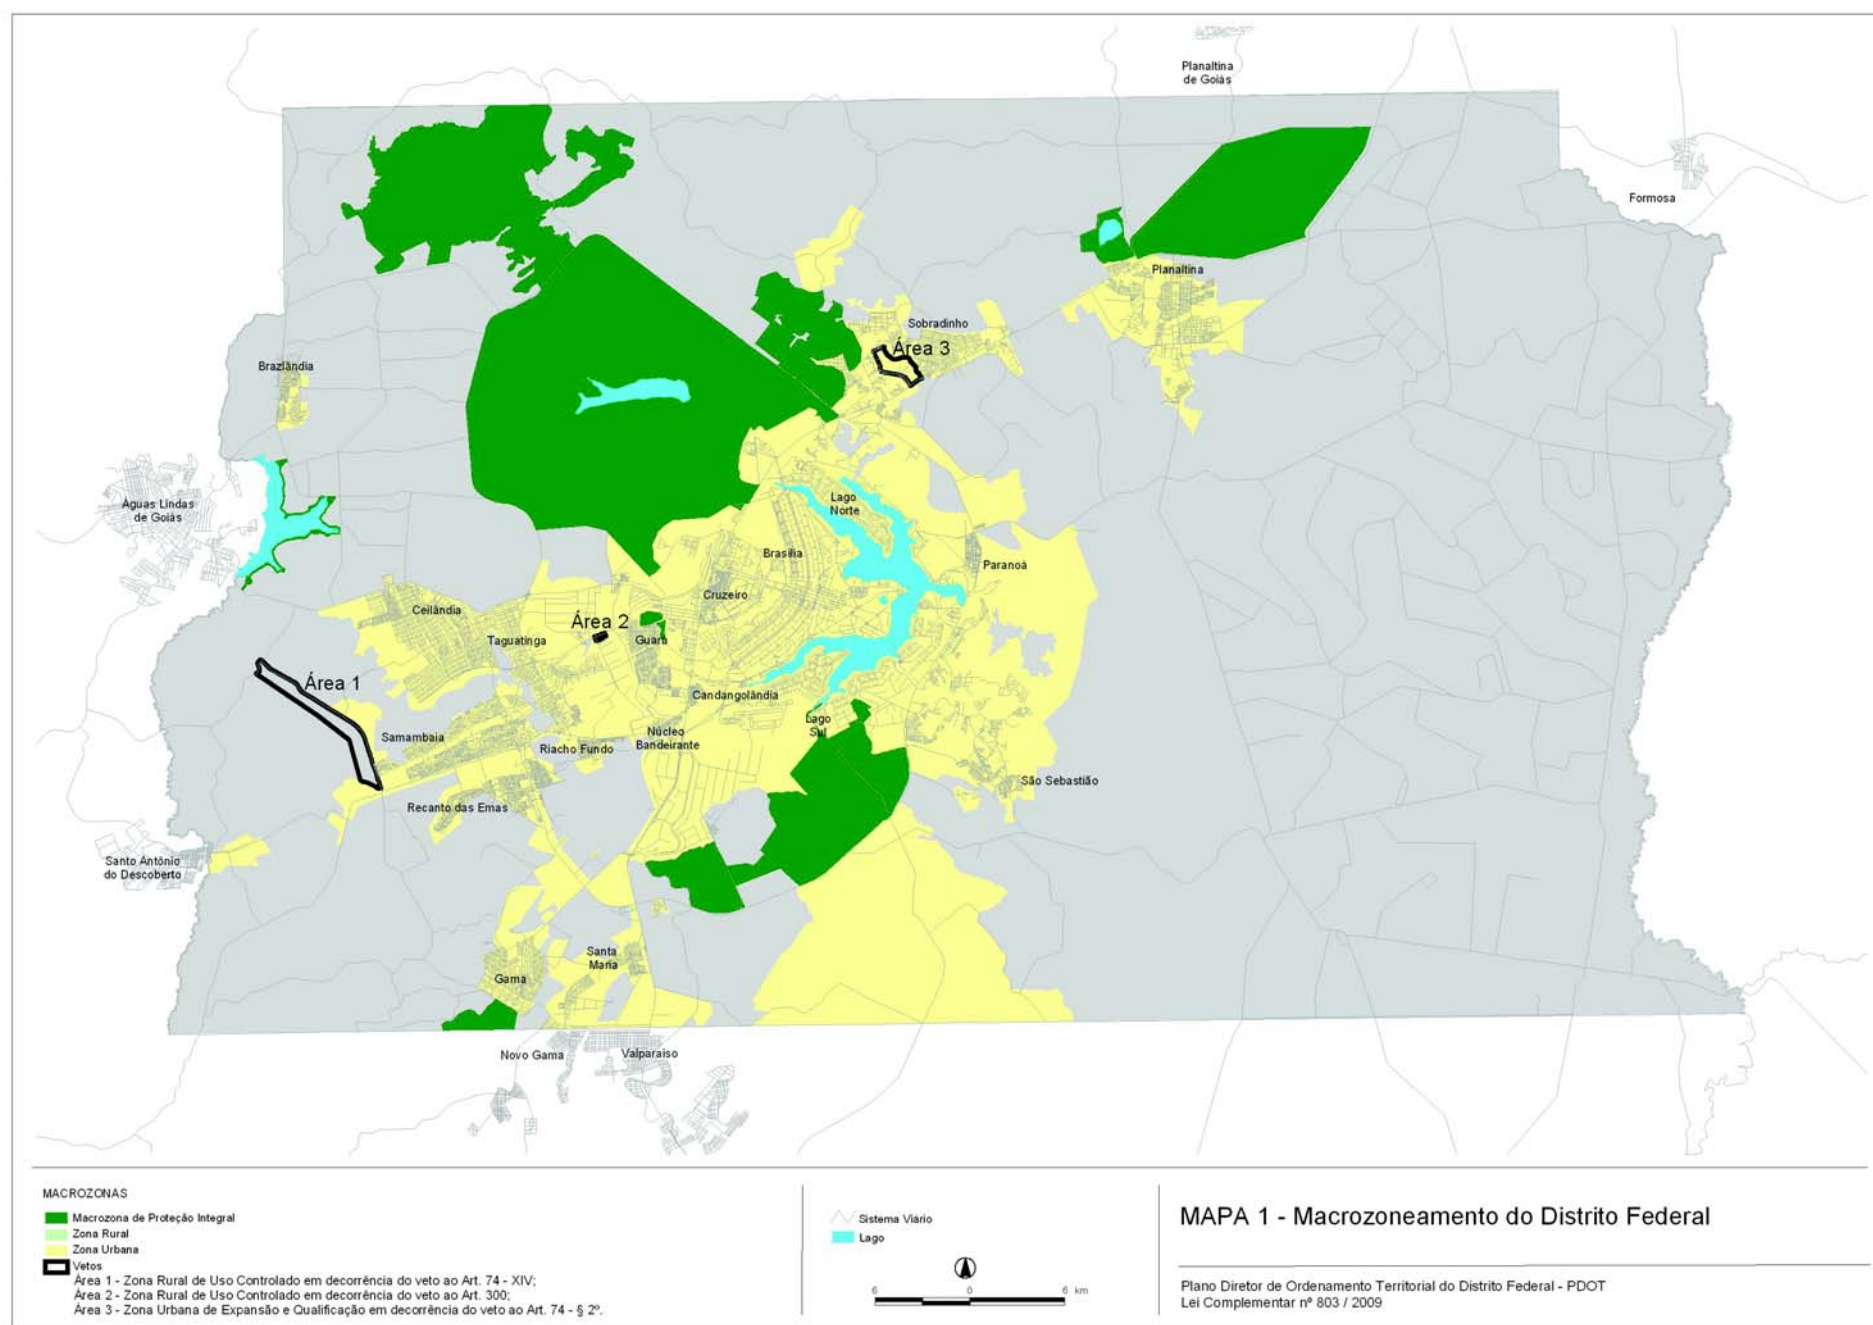 Planaltina
de Goiás
Formosa
Planaltina
Sobradinho
Área 3
Brazlândia
Águas Lindas
de Goiás
Lago
Norte
Brasília
Paranoá
Cruzeiro
Ceilândia
Área 2
Taguatinga
Guará
Área 1
Candangolândia
Lago
Sul
Samambaia
Núcleo
Bandeirante
Riacho Fundo
São Sebastião
Recanto das Emas
Santo Antônio
do Descoberto
Santa
Maria
Gama
Novo Gama
Valparaiso
MACROZONAS
Macrozona de Proteção Integral
Zona Rural
Zona Urbana
Vetos
Área 1 - Zona Rural de Uso Controlado em decorrência do veto ao Art. 74 - XIV;
Área 2 - Zona Rural de Uso Controlado em decorrência do veto ao Art. 300;
Área 3 - Zona Urbana de Expansão e Qualificação em decorrência do veto ao Art. 74 - § 2º.
Sistema Viário
Lago
6 0 6 km
MAPA 1 - Macrozoneamento do Distrito Federal
Plano Diretor de Ordenamento Territorial do Distrito Federal - PDOT
Lei Complementar nº 803 / 2009